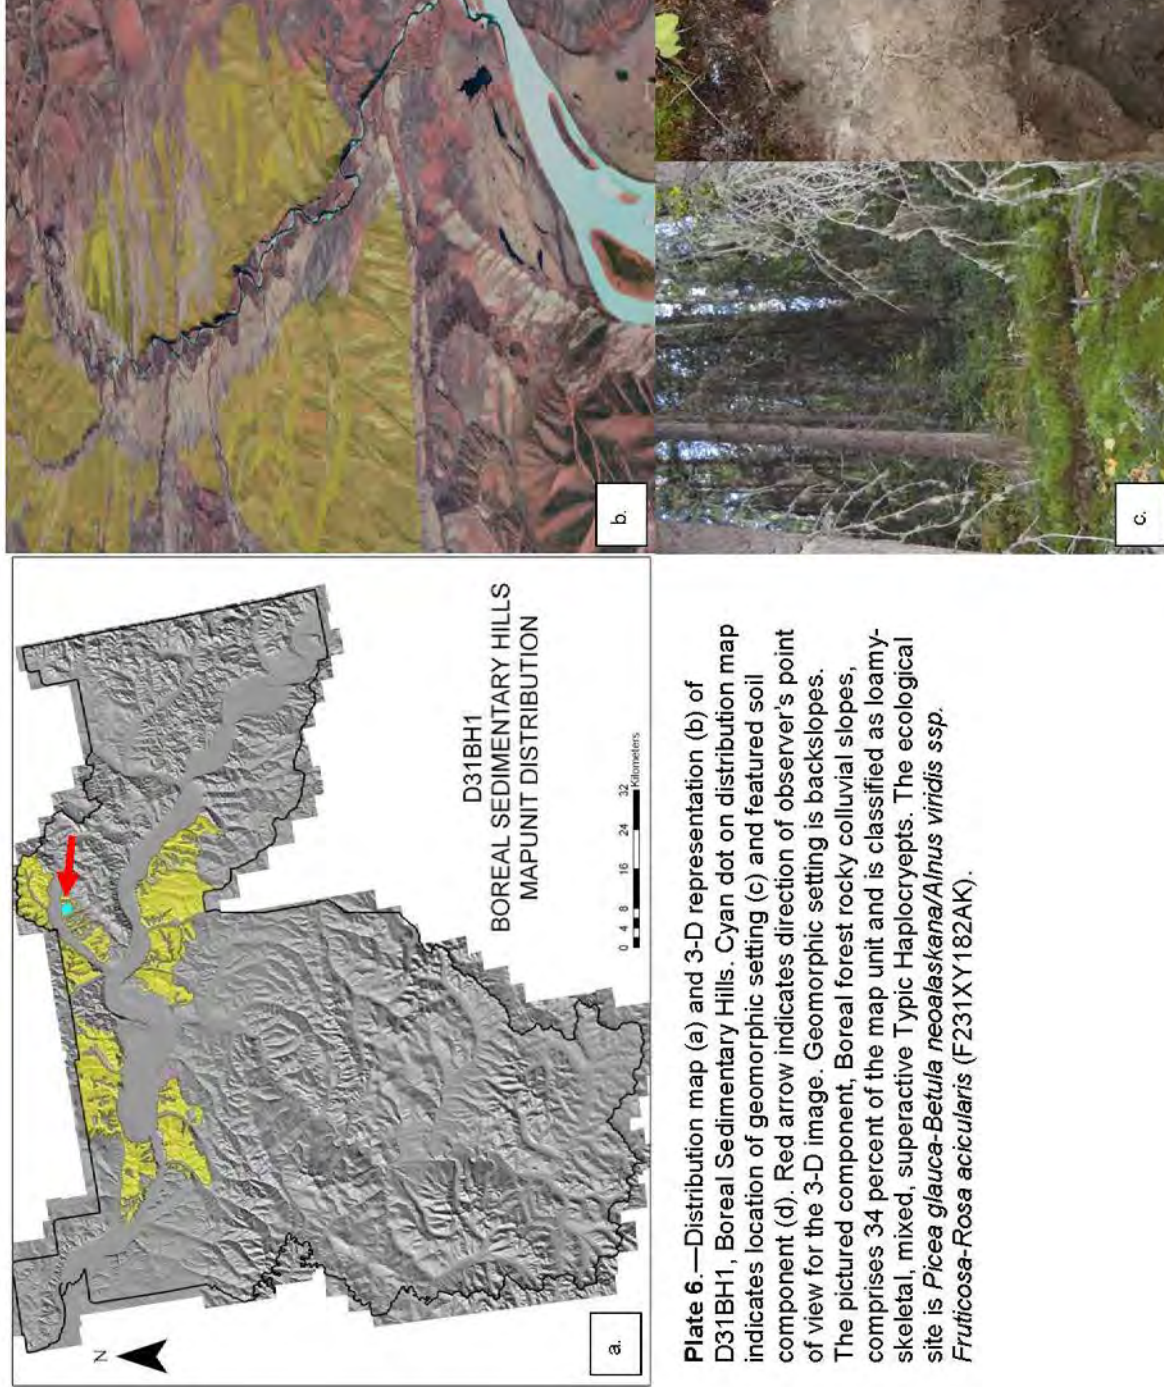 N
a.
D31BH1
BOREAL SEDIMENTARY HILLS
MAPUNIT DISTRIBUTION
0 4 8 16 24 32
Kilometers
b.
c.
Plate 6.—Distribution map (a) and 3-D representation (b) of
D31BH1, Boreal Sedimentary Hills. Cyan dot on distribution map
indicates location of geomorphic setting (c) and featured soil
component (d). Red arrow indicates direction of observer's point
of view for the 3-D image. Geomorphic setting is backslopes.
The pictured component, Boreal forest rocky colluvial slopes,
comprises 34 percent of the map unit and is classified as loamy-
skeletal, mixed, superactive Typic Haplocryepts. The ecological
site is Picea glauca-Betula neoalaskana/Alnus viridis ssp.
Fruticosa-Rosa acicularis (F231XY182AK).